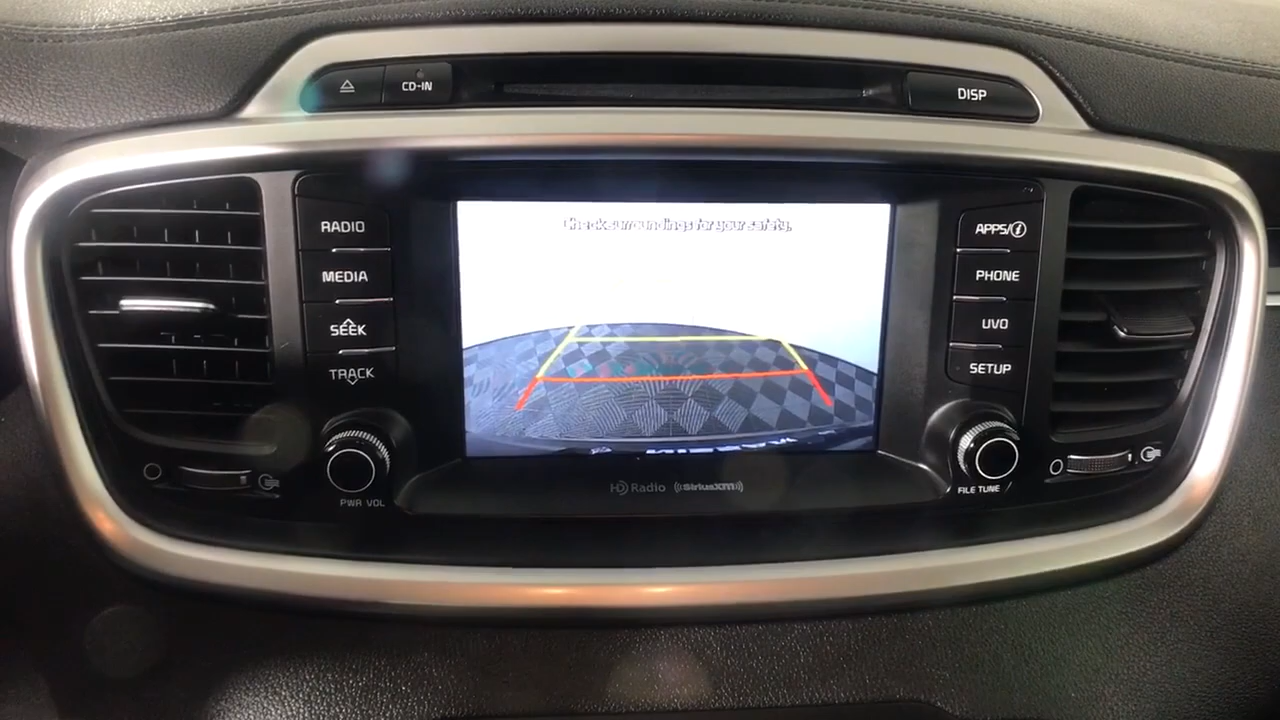 CD-IN
DISP
RADIO
MEDIA
SEEK
TRACK
PWR VOL
Check surroundings for your safety.
HD Radio
((SiriusXM))
APPS/i
PHONE
UVO
SETUP
FILE TUNE